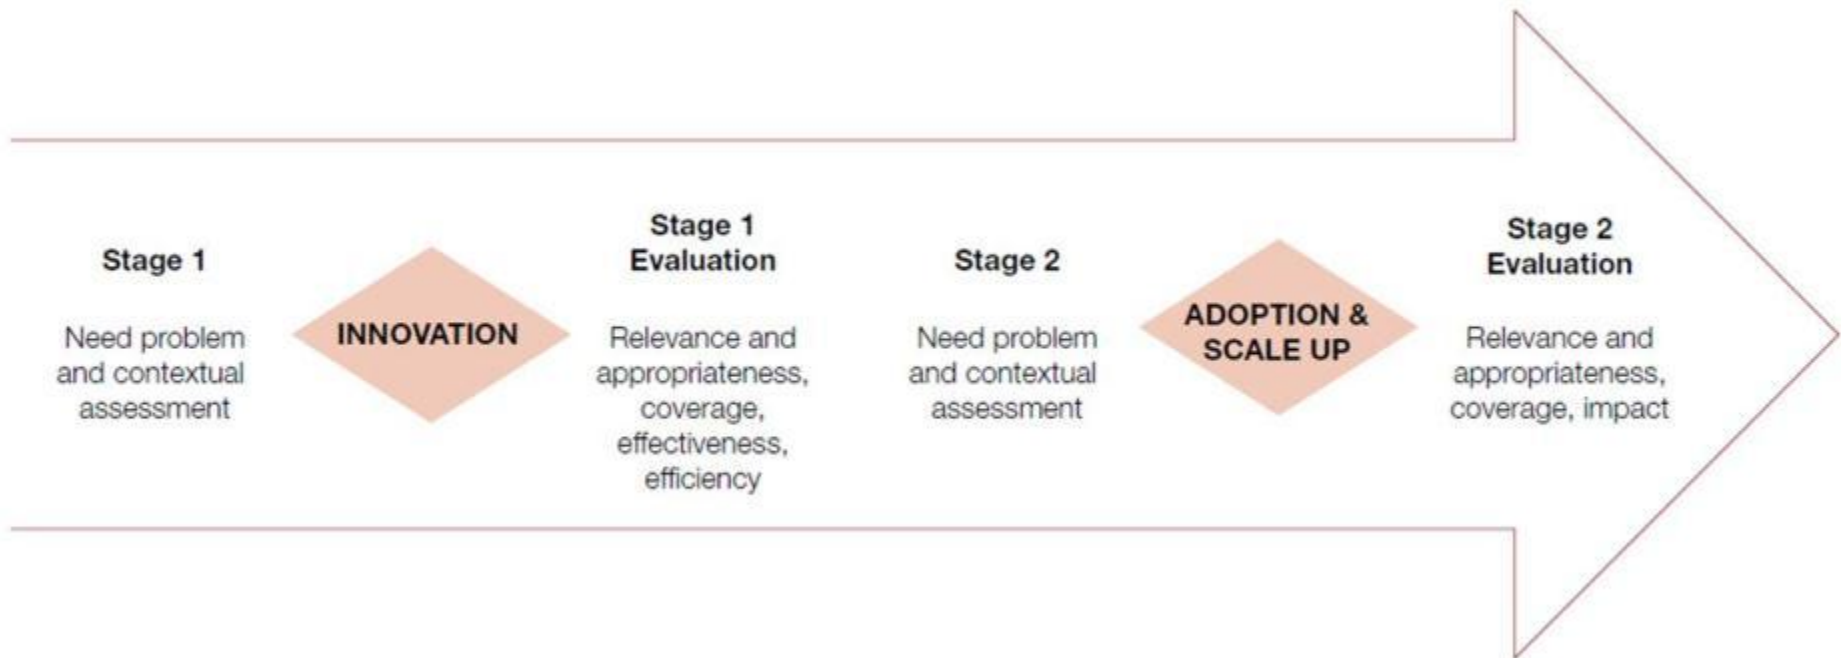 Stage 1
Need problem
and contextual
assessment
INNOVATION
Stage 1
Evaluation
Relevance and
appropriateness,
coverage,
effectiveness,
efficiency
Stage 2
Need problem
and contextual
assessment
ADOPTION &
SCALE UP
Stage 2
Evaluation
Relevance and
appropriateness,
coverage, impact